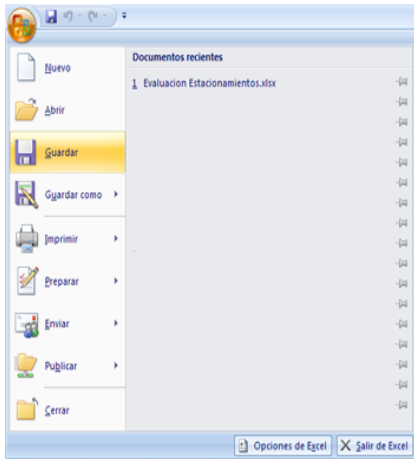 Documentos recientes
Nuevo
1 Evaluacion Estacionamientos.xlsx
Abrir
Guardar
Guardar como
Imprimir
Preparar
Enviar
Publicar
Cerrar
Opciones de Excel
Salir de Excel